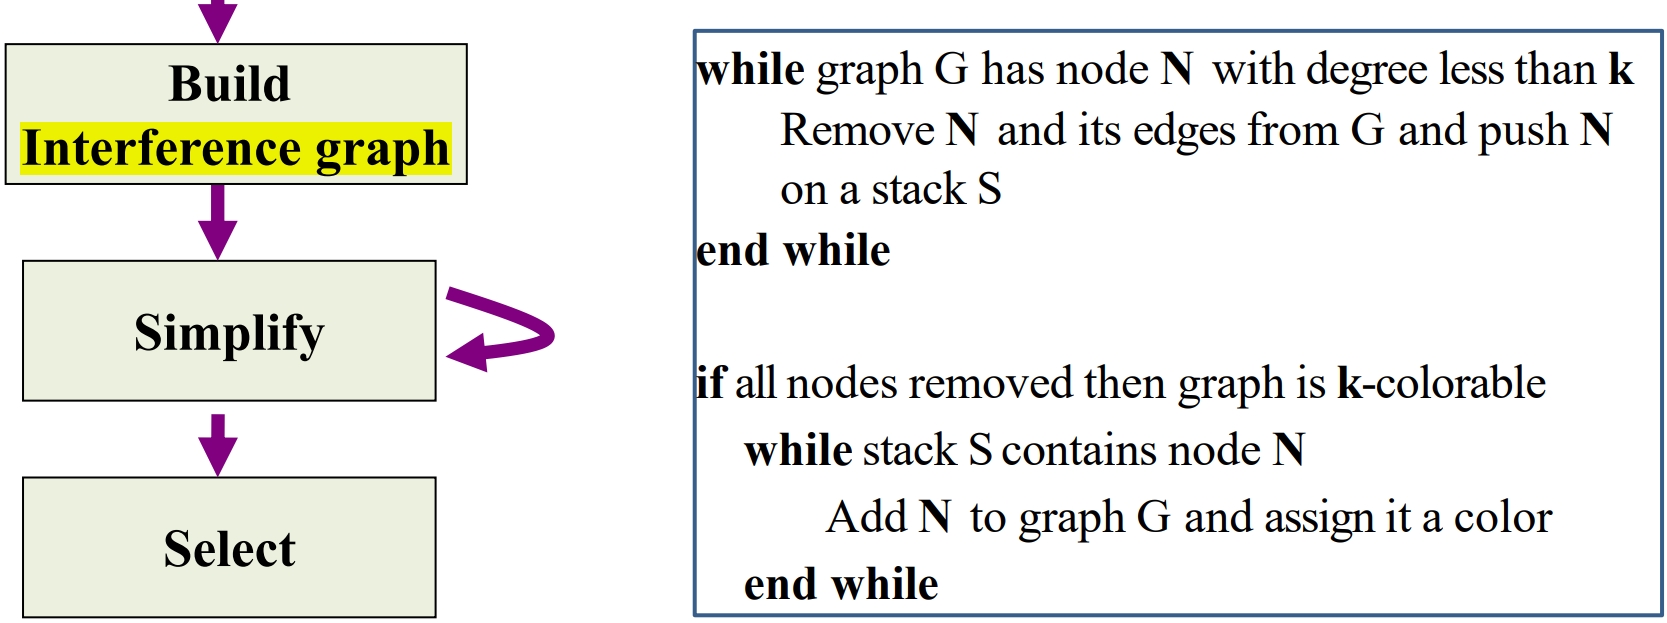 Build
Interference graph
Simplify
Select
while graph G has node N with degree less than k
Remove N and its edges from G and push N
on a stack S
end while
if all nodes removed then graph is k-colorable
while stack S contains node N
Add N to graph G and assign it a color
end while